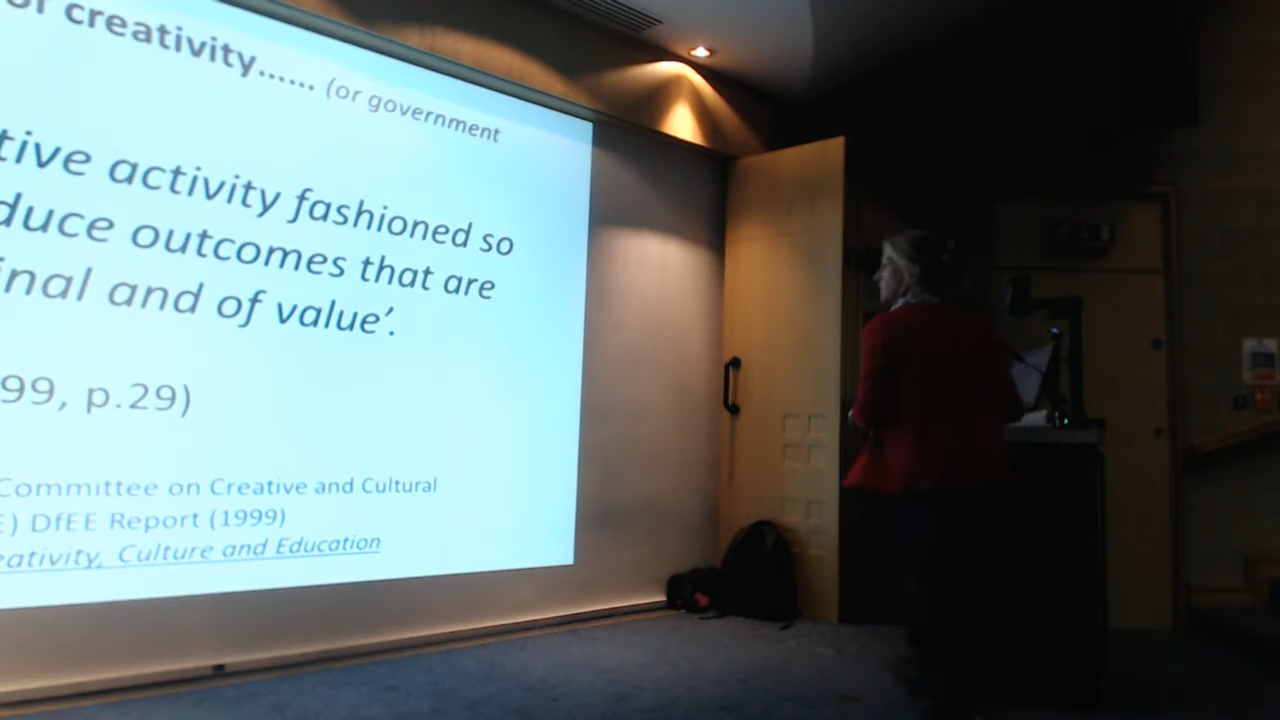 of creativity...... (or government
tive activity fashioned so
duce outcomes that are
inal and of value'.
99, p.29)
Committee on Creative and Cultural
E) DfEE Report (1999)
eativity, Culture and Education